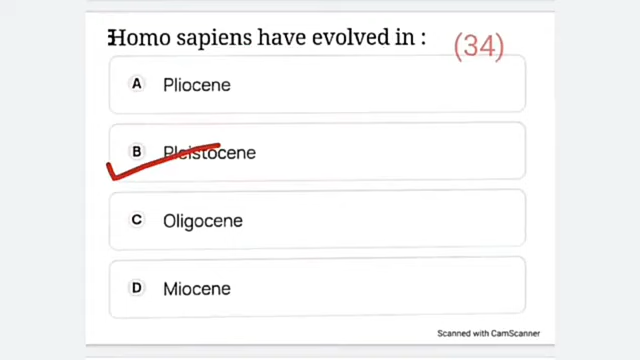 Homo sapiens have evolved in :
(34)
A Pliocene
B Pleistocene
C Oligocene
D Miocene
Scanned with CamScanner